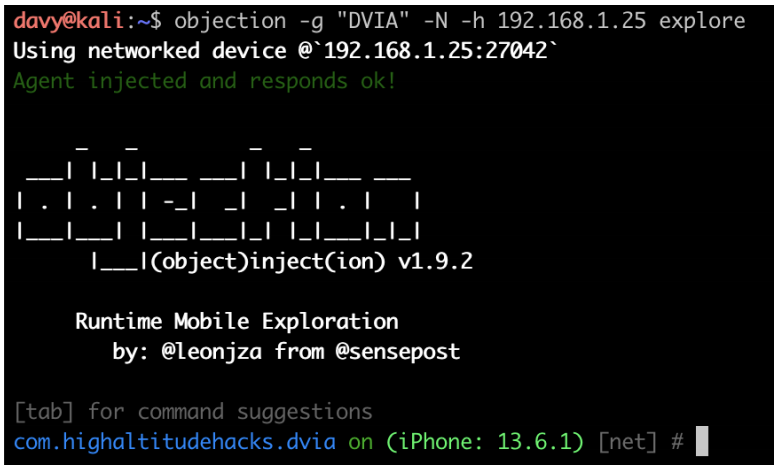 davy@kali:~$ objection -g "DVIA" -N -h 192.168.1.25 explore
Using networked device @`192.168.1.25:27042`
Agent injected and responds ok!
     _   _         _   _
 ___| |_|_|___ ___| |_|_|___ ___
| . | . | | -_|  _|  _| | . |   |
|___|___| |___|___|_| |_|___|_|_|
      |___|(object)inject(ion) v1.9.2
     Runtime Mobile Exploration
        by: @leonjza from @sensepost
[tab] for command suggestions
com.highaltitudehacks.dvia on (iPhone: 13.6.1) [net] #